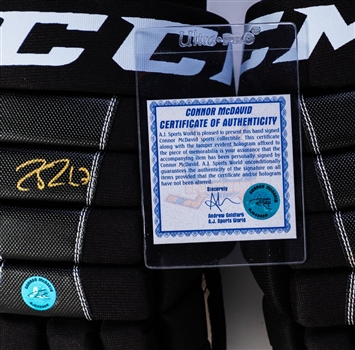 CCM
Ultra-PRO
CONNOR McDAVID
CERTIFICATE OF AUTHENTICITY
A.J. Sports World is pleased to present this hand signed
Connor McDavid sports collectible. This certificate
along with the tamper evident hologram affixed to
the piece of memorabilia is your assurance that the
accompanying item has been personally signed by
Connor McDavid. A.J. Sports World unconditionally
guarantees the authenticity of the signature on all
items provided that the certificate and/or hologram
have not been altered.
Sincerely
Andrew Goldfarb
A.J. Sports World
CONNOR McDAVID
CONNOR McDAVID